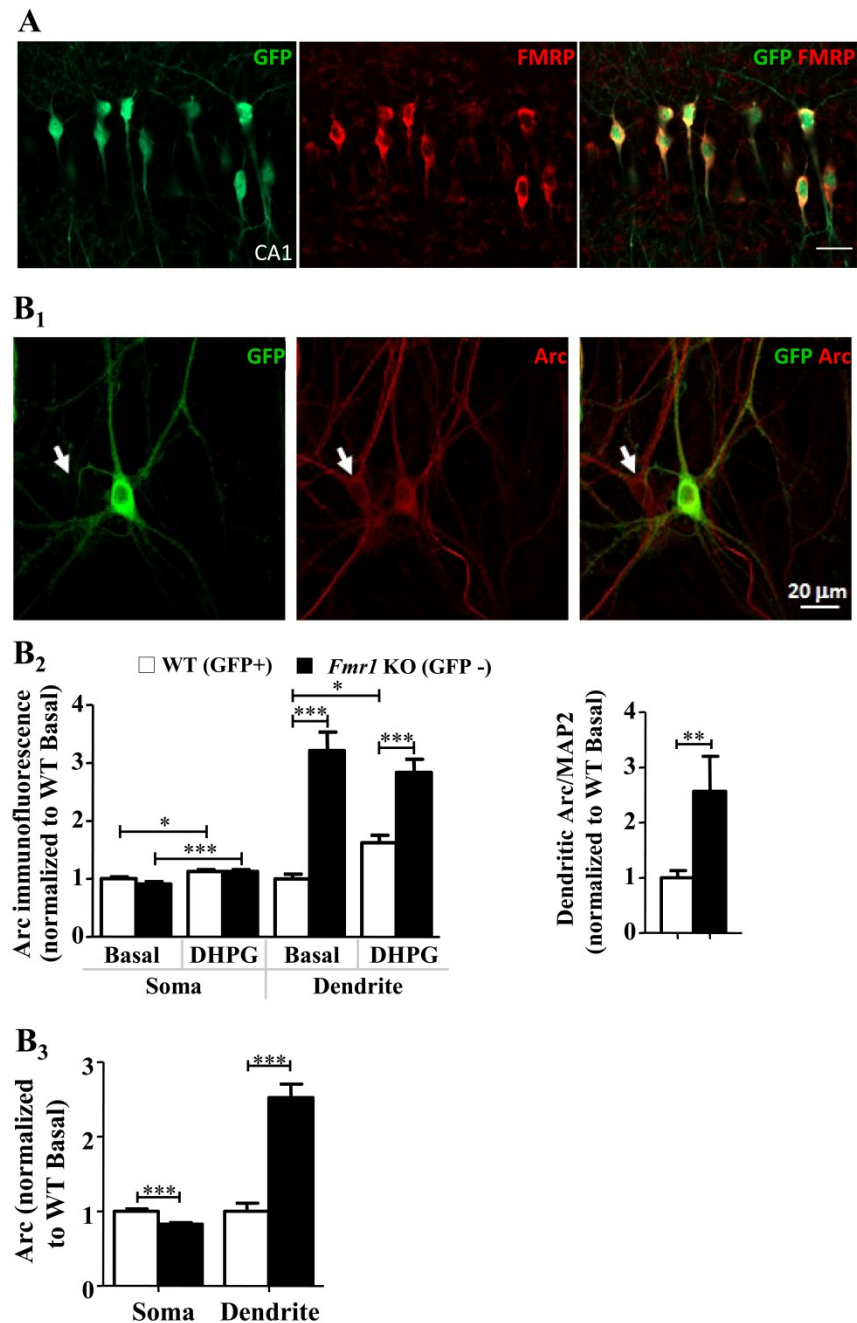 A
GFP
FMRP
GFP FMRP
CA1
B1
GFP
Arc
GFP Arc
20 µm
B2
WT (GFP+) Fmr1 KO (GFP -)
Arc immunofluorescence
(normalized to WT Basal)
4
3
2
1
0
*
***
***
*
***
Basal DHPG Basal DHPG
Soma Dendrite
Dendritic Arc/MAP2
(normalized to WT Basal)
4
3
2
1
0
**
B3
Arc (normalized
to WT Basal)
3
2
1
0
***
***
Soma Dendrite